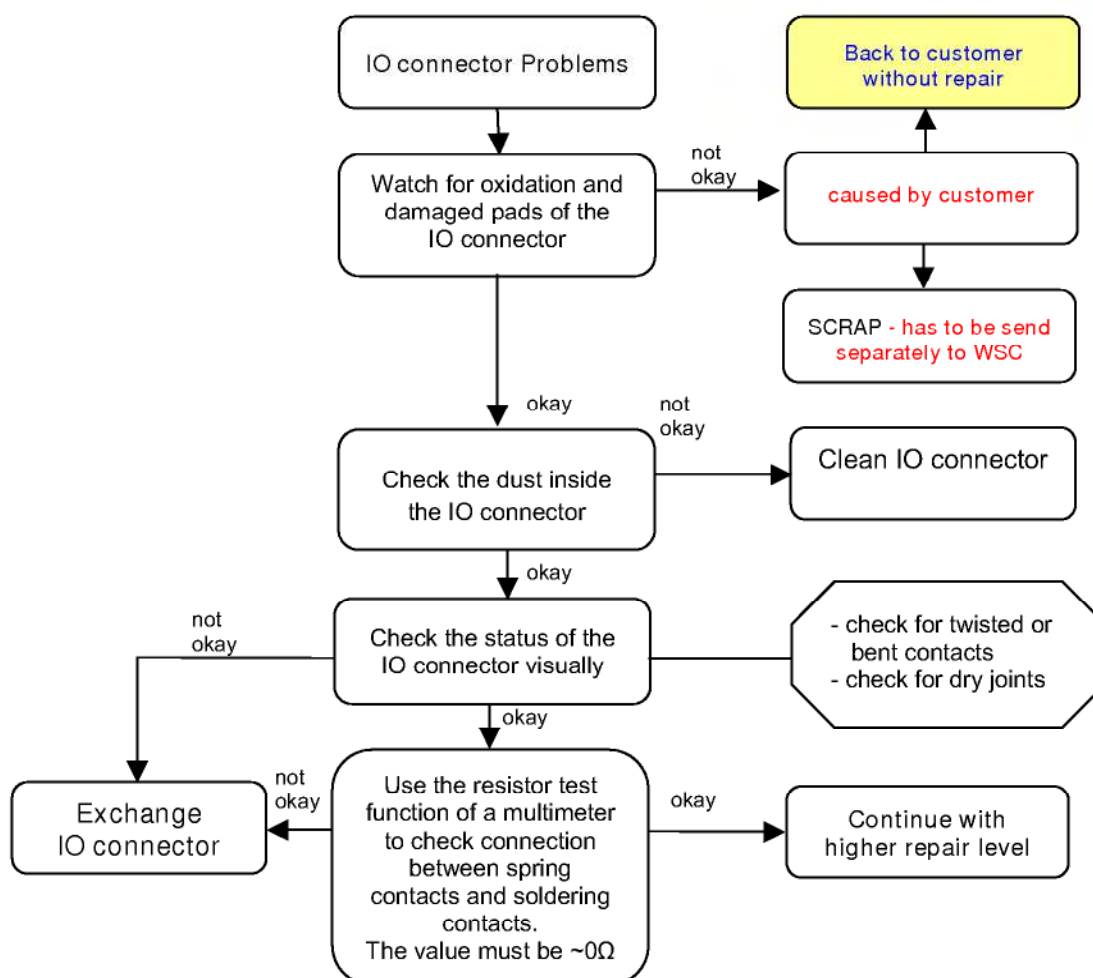 IO connector Problems
Back to customer
without repair
Watch for oxidation and
damaged pads of the
IO connector
not
okay
caused by customer
SCRAP - has to be send
separately to WSC
okay
not
okay
Check the dust inside
the IO connector
Clean IO connector
okay
not
okay
Check the status of the
IO connector visually
- check for twisted or
bent contacts
- check for dry joints
okay
not
okay
Exchange
IO connector
Use the resistor test
function of a multimeter
to check connection
between spring
contacts and soldering
contacts.
The value must be ~0Ω
okay
Continue with
higher repair level